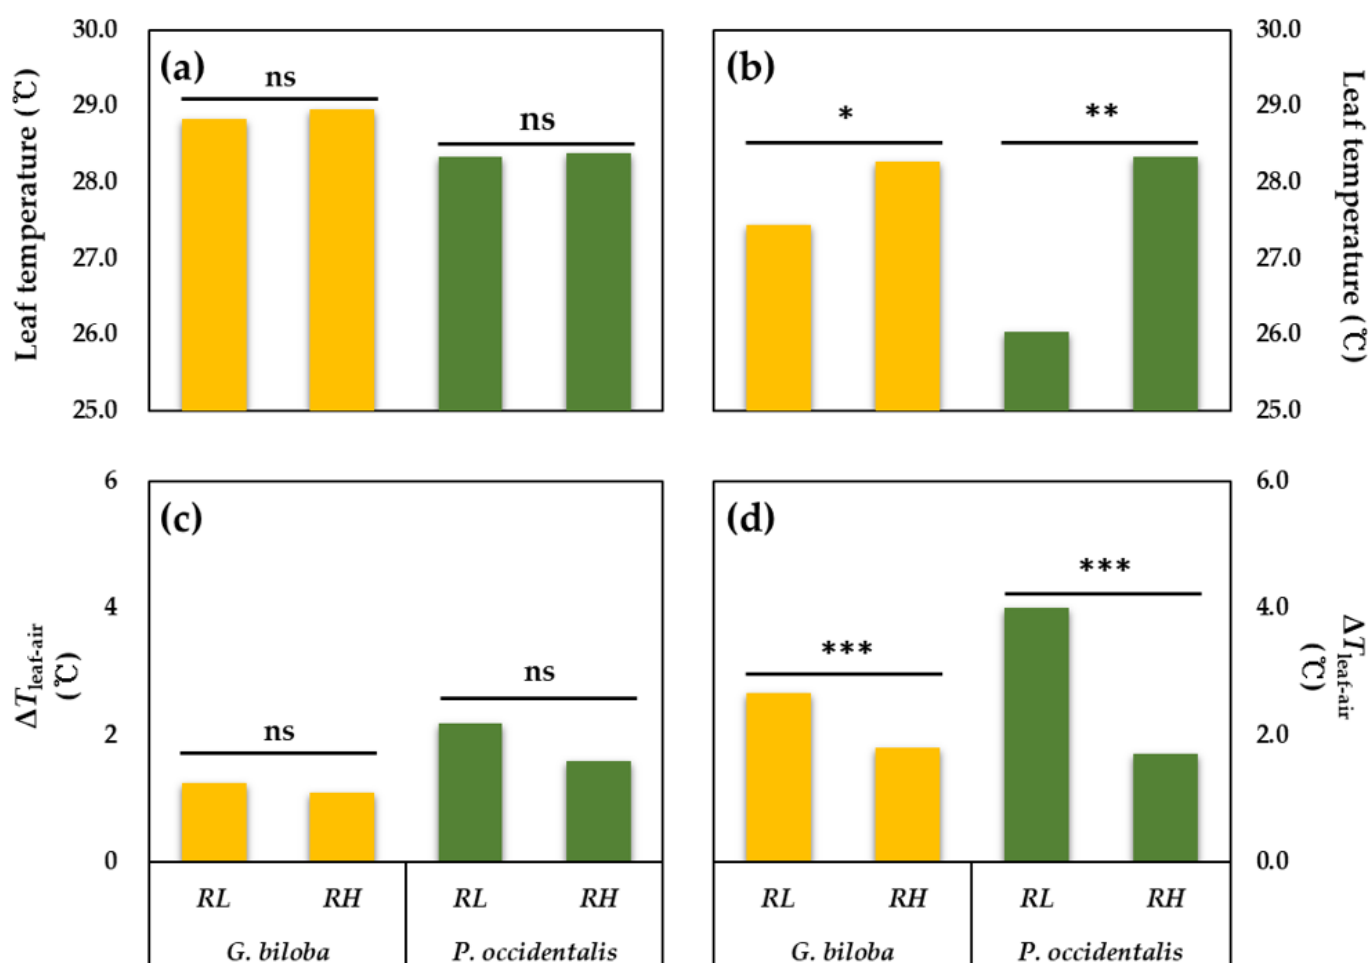 30.0
29.0
28.0
27.0
26.0
25.0
Leaf temperature (℃)
(a)
ns
ns
(b)
*
**
30.0
29.0
28.0
27.0
26.0
25.0
Leaf temperature (℃)
6
4
2
0
ΔTleaf-air
(℃)
(c)
ns
ns
(d)
***
***
6.0
4.0
2.0
0.0
ΔTleaf-air
(℃)
RL RH RL RH RL RH RL RH
G. biloba P. occidentalis G. biloba P. occidentalis